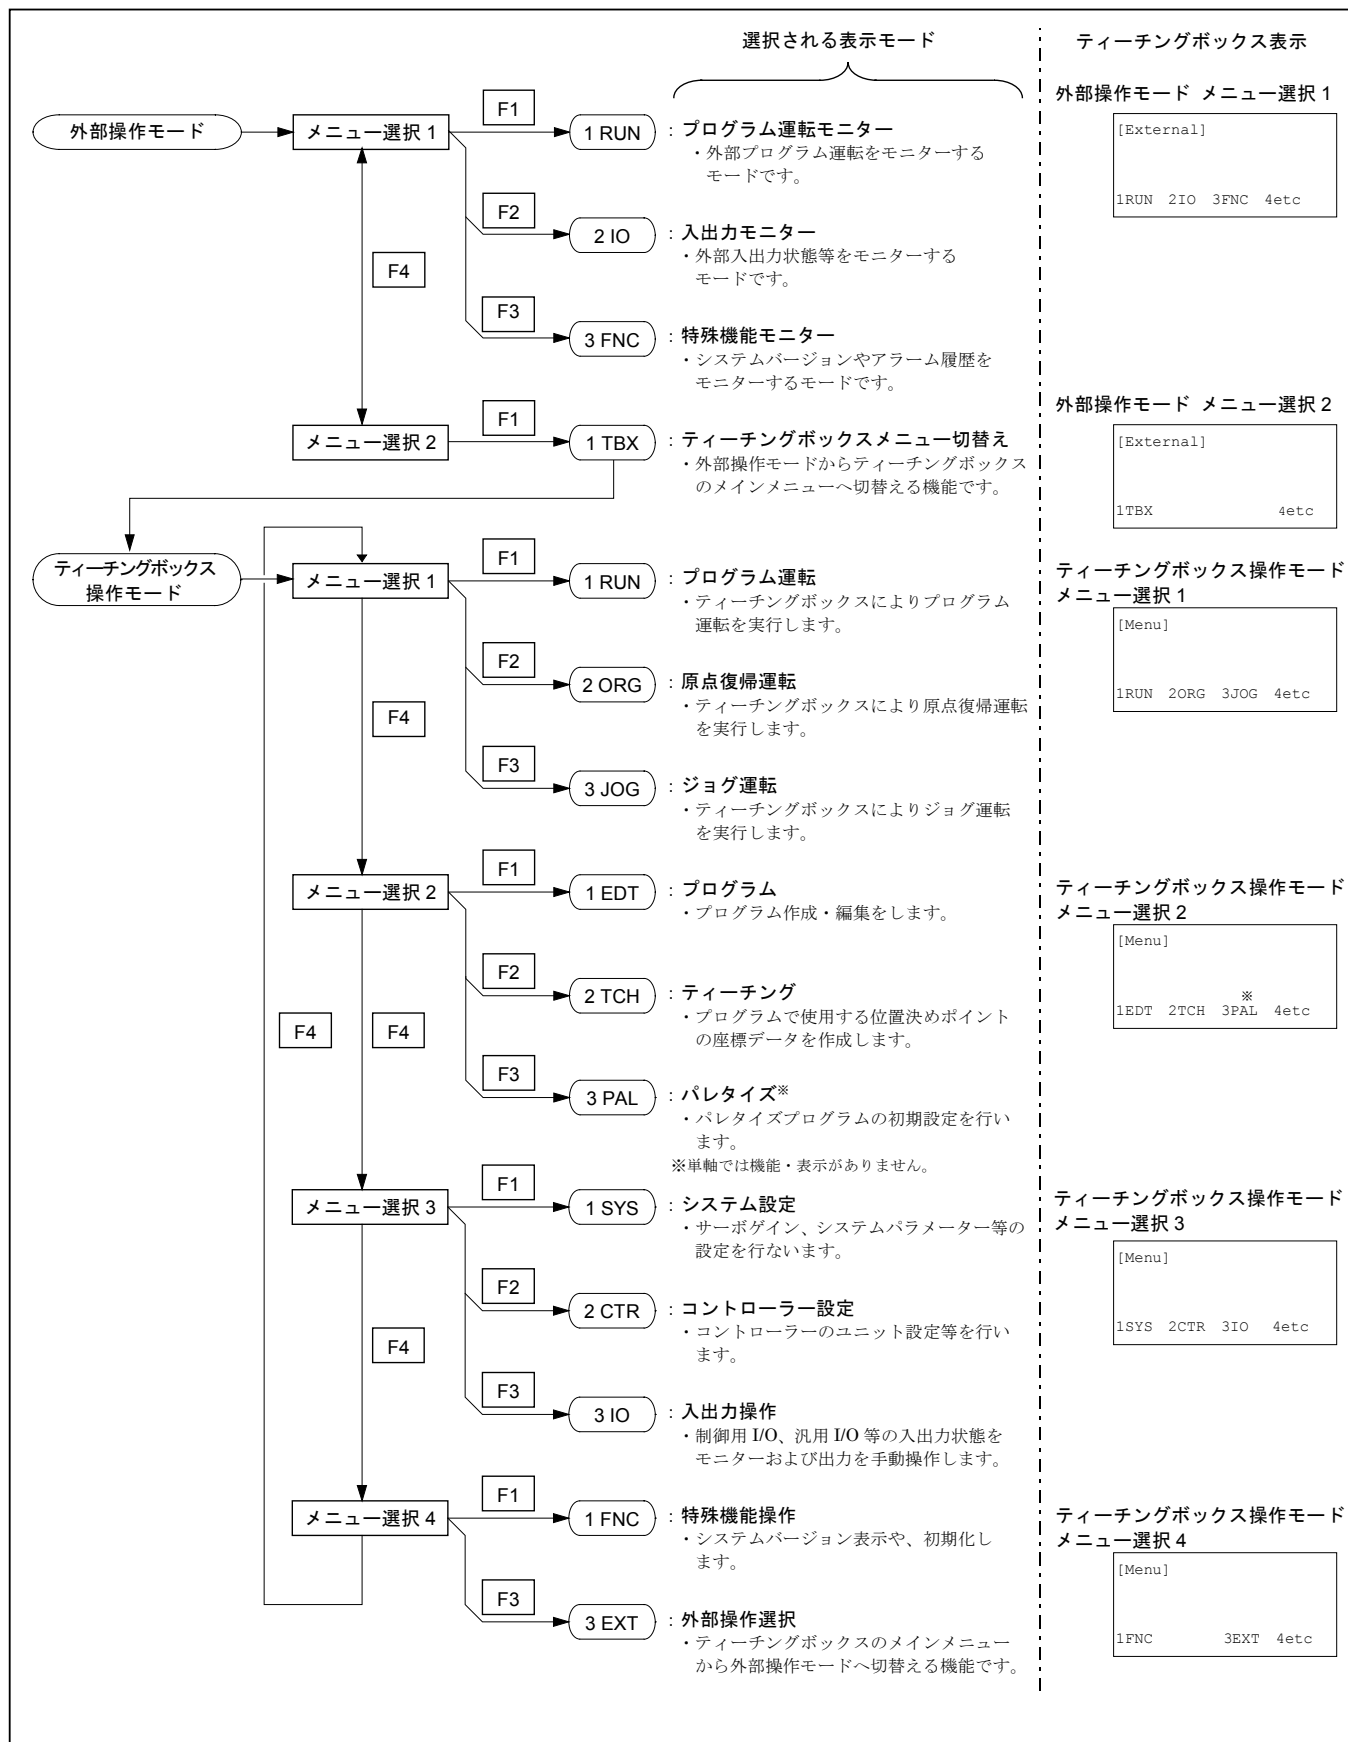 選択される表示モード
ティーチングボックス表示
外部操作モード
メニュー選択 1
F1
1 RUN
：プログラム運転モニター
・外部プログラム運転をモニターする
モードです。
F2
2 IO
：入出力モニター
・外部入出力状態等をモニターする
モードです。
F4
F3
3 FNC
：特殊機能モニター
・システムバージョンやアラーム履歴を
モニターするモードです。
メニュー選択 2
F1
1 TBX
：ティーチングボックスメニュー切替え
・外部操作モードからティーチングボックス
のメインメニューへ切替える機能です。
外部操作モード メニュー選択 1
[External]
1RUN 2IO 3FNC 4etc
外部操作モード メニュー選択 2
[External]
1TBX 4etc
ティーチングボックス
操作モード
メニュー選択 1
F1
1 RUN
：プログラム運転
・ティーチングボックスによりプログラム
運転を実行します。
F2
2 ORG
：原点復帰運転
・ティーチングボックスにより原点復帰運転
を実行します。
F4
F3
3 JOG
：ジョグ運転
・ティーチングボックスによりジョグ運転
を実行します。
ティーチングボックス操作モード
メニュー選択 1
[Menu]
1RUN 2ORG 3JOG 4etc
メニュー選択 2
F1
1 EDT
：プログラム
・プログラム作成・編集をします。
F2
2 TCH
：ティーチング
・プログラムで使用する位置決めポイント
の座標データを作成します。
F4
F4
F3
3 PAL
：パレタイズ※
・パレタイズプログラムの初期設定を行い
ます。
※単軸では機能・表示がありません。
ティーチングボックス操作モード
メニュー選択 2
[Menu]
※
1EDT 2TCH 3PAL 4etc
メニュー選択 3
F1
1 SYS
：システム設定
・サーボゲイン、システムパラメーター等の
設定を行ないます。
F2
2 CTR
：コントローラー設定
・コントローラーのユニット設定等を行い
ます。
F4
F3
3 IO
：入出力操作
・制御用 I/O、汎用 I/O 等の入出力状態を
モニターおよび出力を手動操作します。
ティーチングボックス操作モード
メニュー選択 3
[Menu]
1SYS 2CTR 3IO 4etc
メニュー選択 4
F1
1 FNC
：特殊機能操作
・システムバージョン表示や、初期化し
ます。
F3
3 EXT
：外部操作選択
・ティーチングボックスのメインメニュー
から外部操作モードへ切替える機能です。
ティーチングボックス操作モード
メニュー選択 4
[Menu]
1FNC 3EXT 4etc